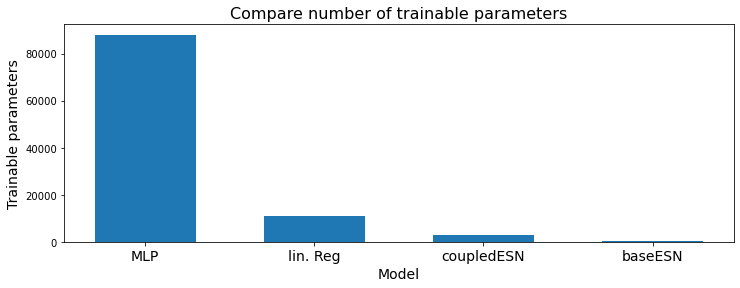 Compare number of trainable parameters
Trainable parameters
80000
60000
40000
20000
0
MLP
lin. Reg
coupledESN
baseESN
Model